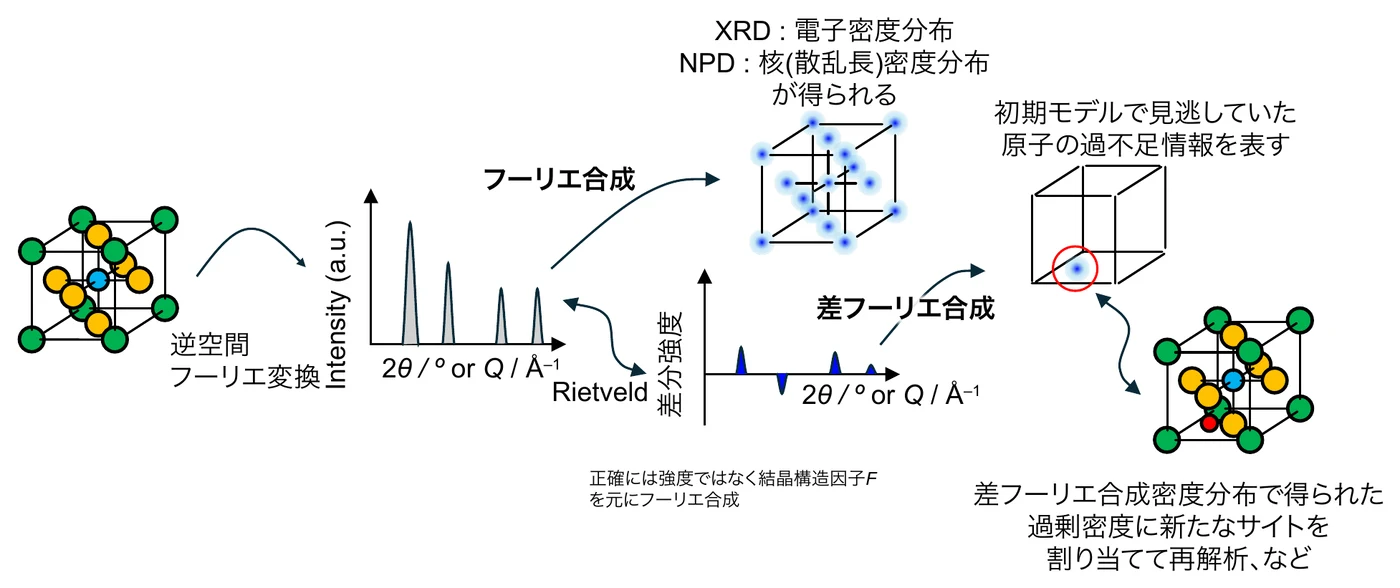 XRD : 電子密度分布
NPD : 核(散乱長)密度分布
が得られる
初期モデルで見逃していた
原子の過不足情報を表す
フーリエ合成
逆空間
フーリエ変換
Intensity (a.u.)
2θ / º or Q / Å⁻¹
Rietveld
差フーリエ合成
差分強度
2θ / º or Q / Å⁻¹
正確には強度ではなく結晶構造因子F
を元にフーリエ合成
差フーリエ合成密度分布で得られた
過剰密度に新たなサイトを
割り当てて再解析、など